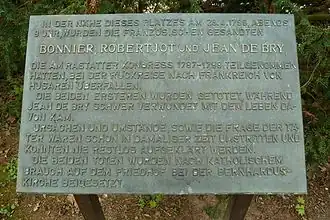 IN DER NÄHE DIESES PLATZES AM 28.4.1799, ABENDS
9 UHR, WURDEN DIE FRANZÖSISCHEN GESANDTEN
BONNIER ROBERTJOT UND JEAN DE BRY
DIE AM RASTATTER KONGRESS 1797-1799 TEILGENOMMEN
HATTEN, BEI DER RÜCKREISE NACH FRANKREICH VON
HUSAREN ÜBERFALLEN.
DIE BEIDEN ERSTEREN WURDEN GETÖTET, WÄHREND
JEAN DE BRY SCHWER VERWUNDET MIT DEM LEBEN
DAVON KAM.
URSACHEN UND UMSTÄNDE, SOWIE DIE FRAGE DER TÄ-
TER WAREN SCHON IN DAMALIGER ZEIT UMSTRITTEN UND
KONNTEN NIE RESTLOS AUFGEKLÄRT WERDEN.
DIE BEIDEN TOTEN WURDEN NACH KATHOLISCHEM
BRAUCH AUF DEM FRIEDHOF BEI DER BERNHARDUS-
KIRCHE BEIGESETZT.